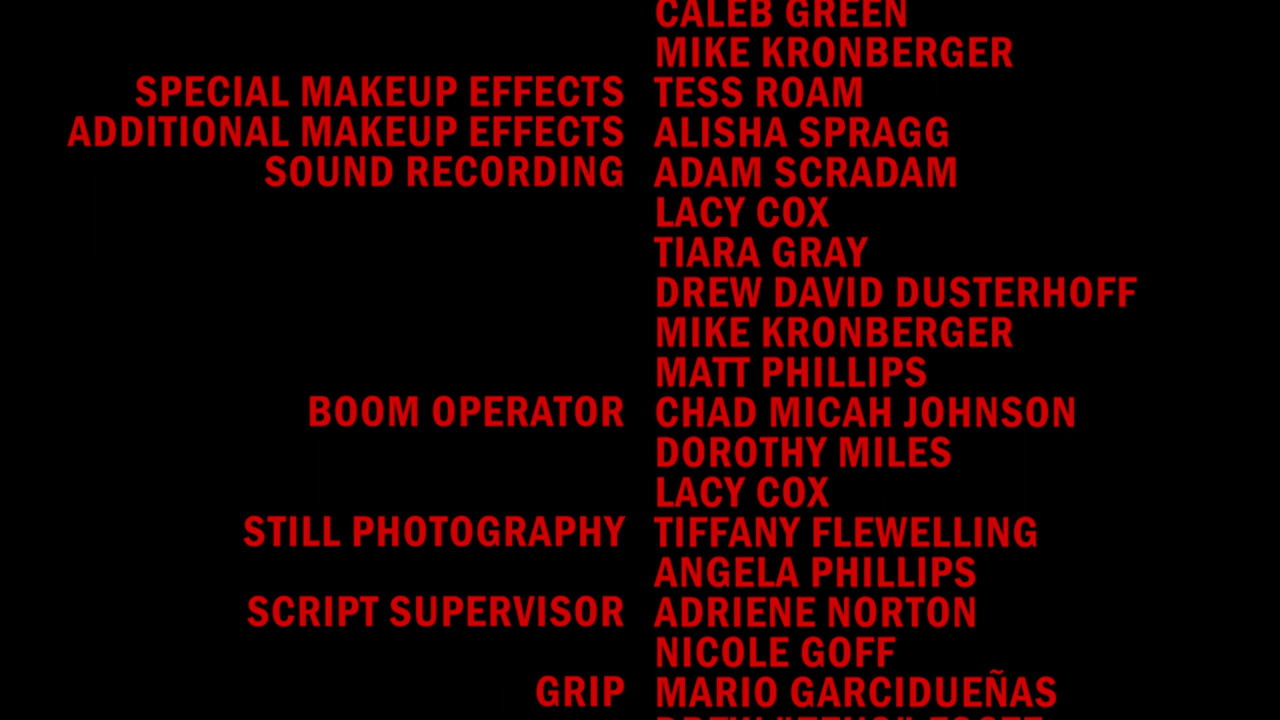 CALEB GREEN
MIKE KRONBERGER
SPECIAL MAKEUP EFFECTS TESS ROAM
ADDITIONAL MAKEUP EFFECTS ALISHA SPRAGG
SOUND RECORDING ADAM SCRADAM
LACY COX
TIARA GRAY
DREW DAVID DUSTERHOFF
MIKE KRONBERGER
MATT PHILLIPS
BOOM OPERATOR CHAD MICAH JOHNSON
DOROTHY MILES
LACY COX
STILL PHOTOGRAPHY TIFFANY FLEWELLING
ANGELA PHILLIPS
SCRIPT SUPERVISOR ADRIENE NORTON
NICOLE GOFF
GRIP MARIO GARCIDUEÑAS